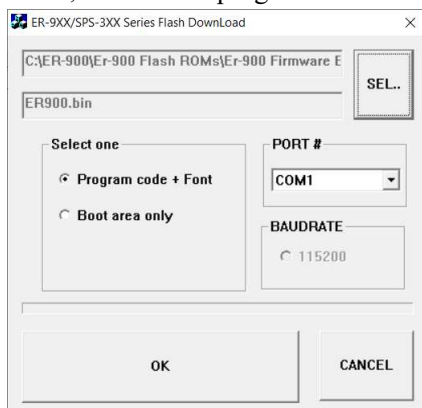 ER-9XX/SPS-3XX Series Flash DownLoad
C:\ER-900\Er-900 Flash ROMs\Er-900 Firmware E
SEL..
ER900.bin
Select one
Program code + Font
Boot area only
PORT #
COM1
BAUDRATE
115200
OK
CANCEL